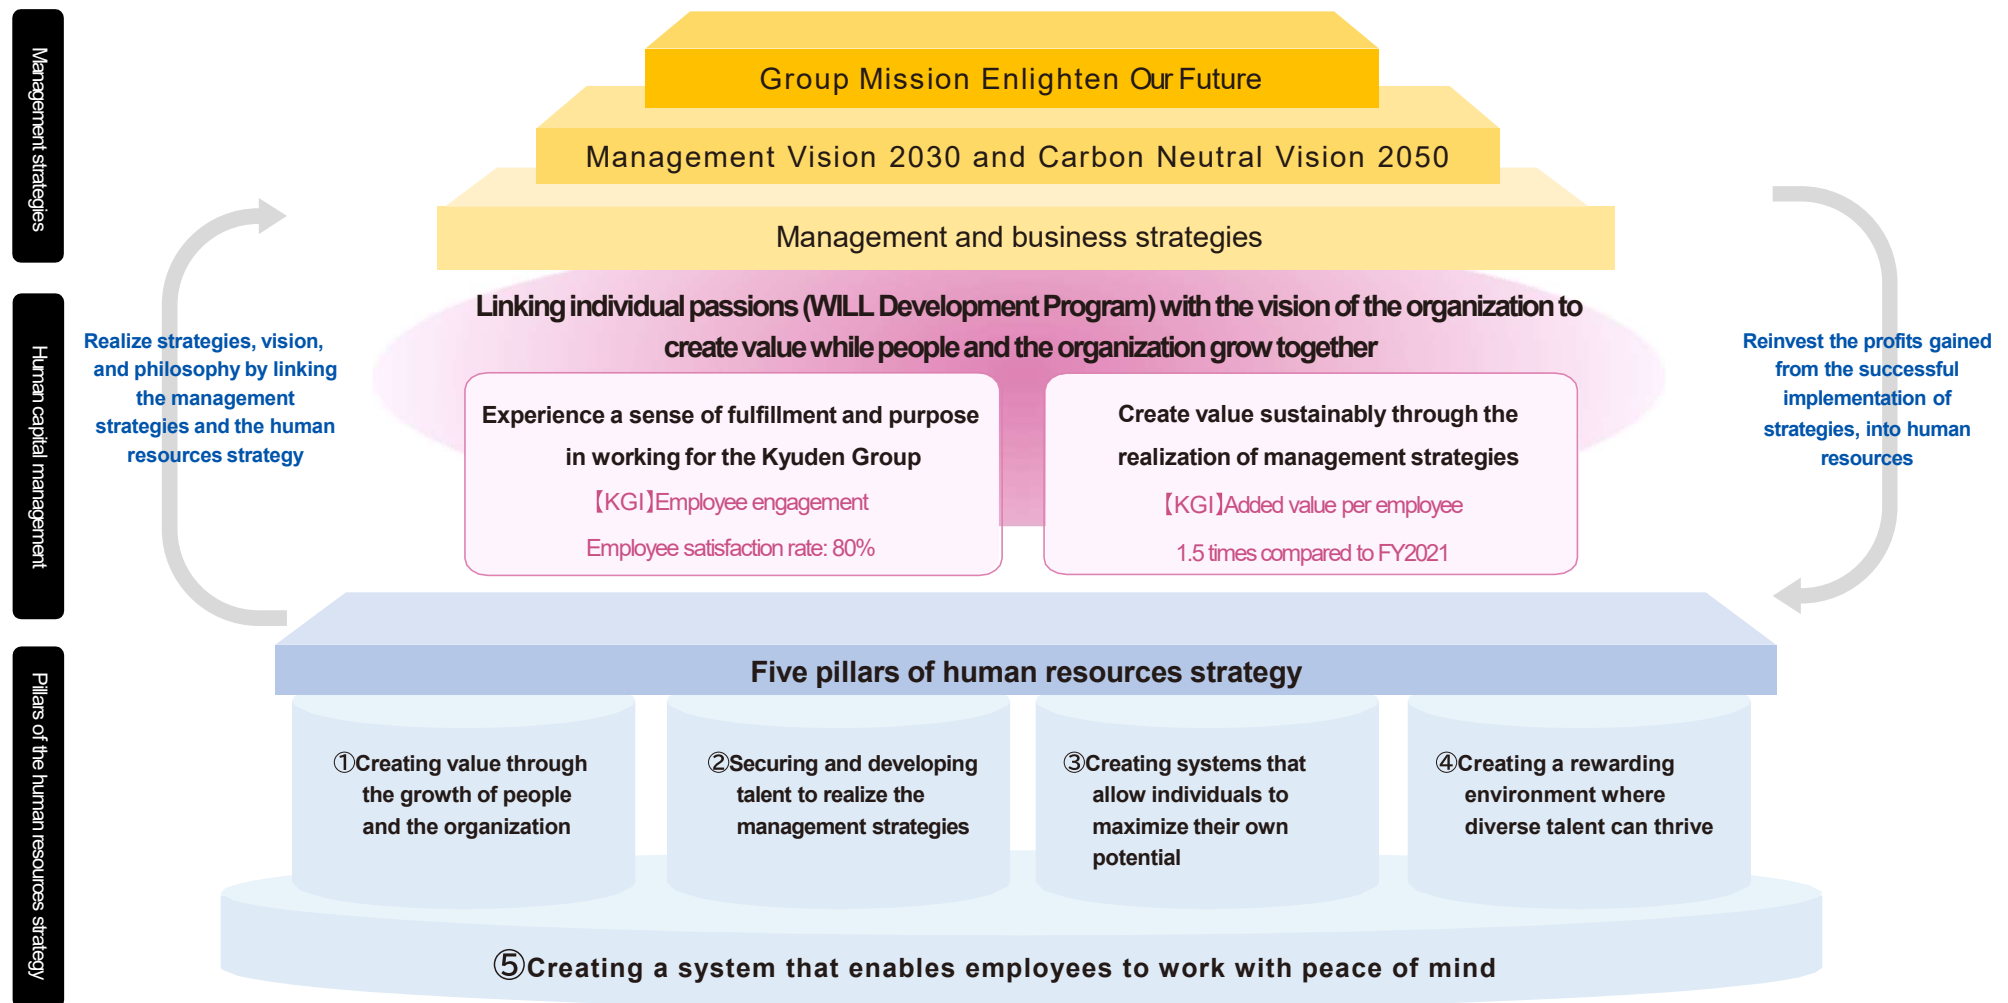 Management strategies
Group Mission Enlighten Our Future
Management Vision 2030 and Carbon Neutral Vision 2050
Management and business strategies
Human capital management
Linking individual passions (WILL Development Program) with the vision of the organization to
create value while people and the organization grow together
Realize strategies, vision,
and philosophy by linking
the management
strategies and the human
resources strategy
Experience a sense of fulfillment and purpose
in working for the Kyuden Group
【KGI】Employee engagement
Employee satisfaction rate: 80%
Create value sustainably through the
realization of management strategies
【KGI】Added value per employee
1.5 times compared to FY2021
Reinvest the profits gained
from the successful
implementation of
strategies, into human
resources
Pillars of the human resources strategy
Five pillars of human resources strategy
①Creating value through
the growth of people
and the organization
②Securing and developing
talent to realize the
management strategies
③Creating systems that
allow individuals to
maximize their own
potential
④Creating a rewarding
environment where
diverse talent can thrive
⑤Creating a system that enables employees to work with peace of mind